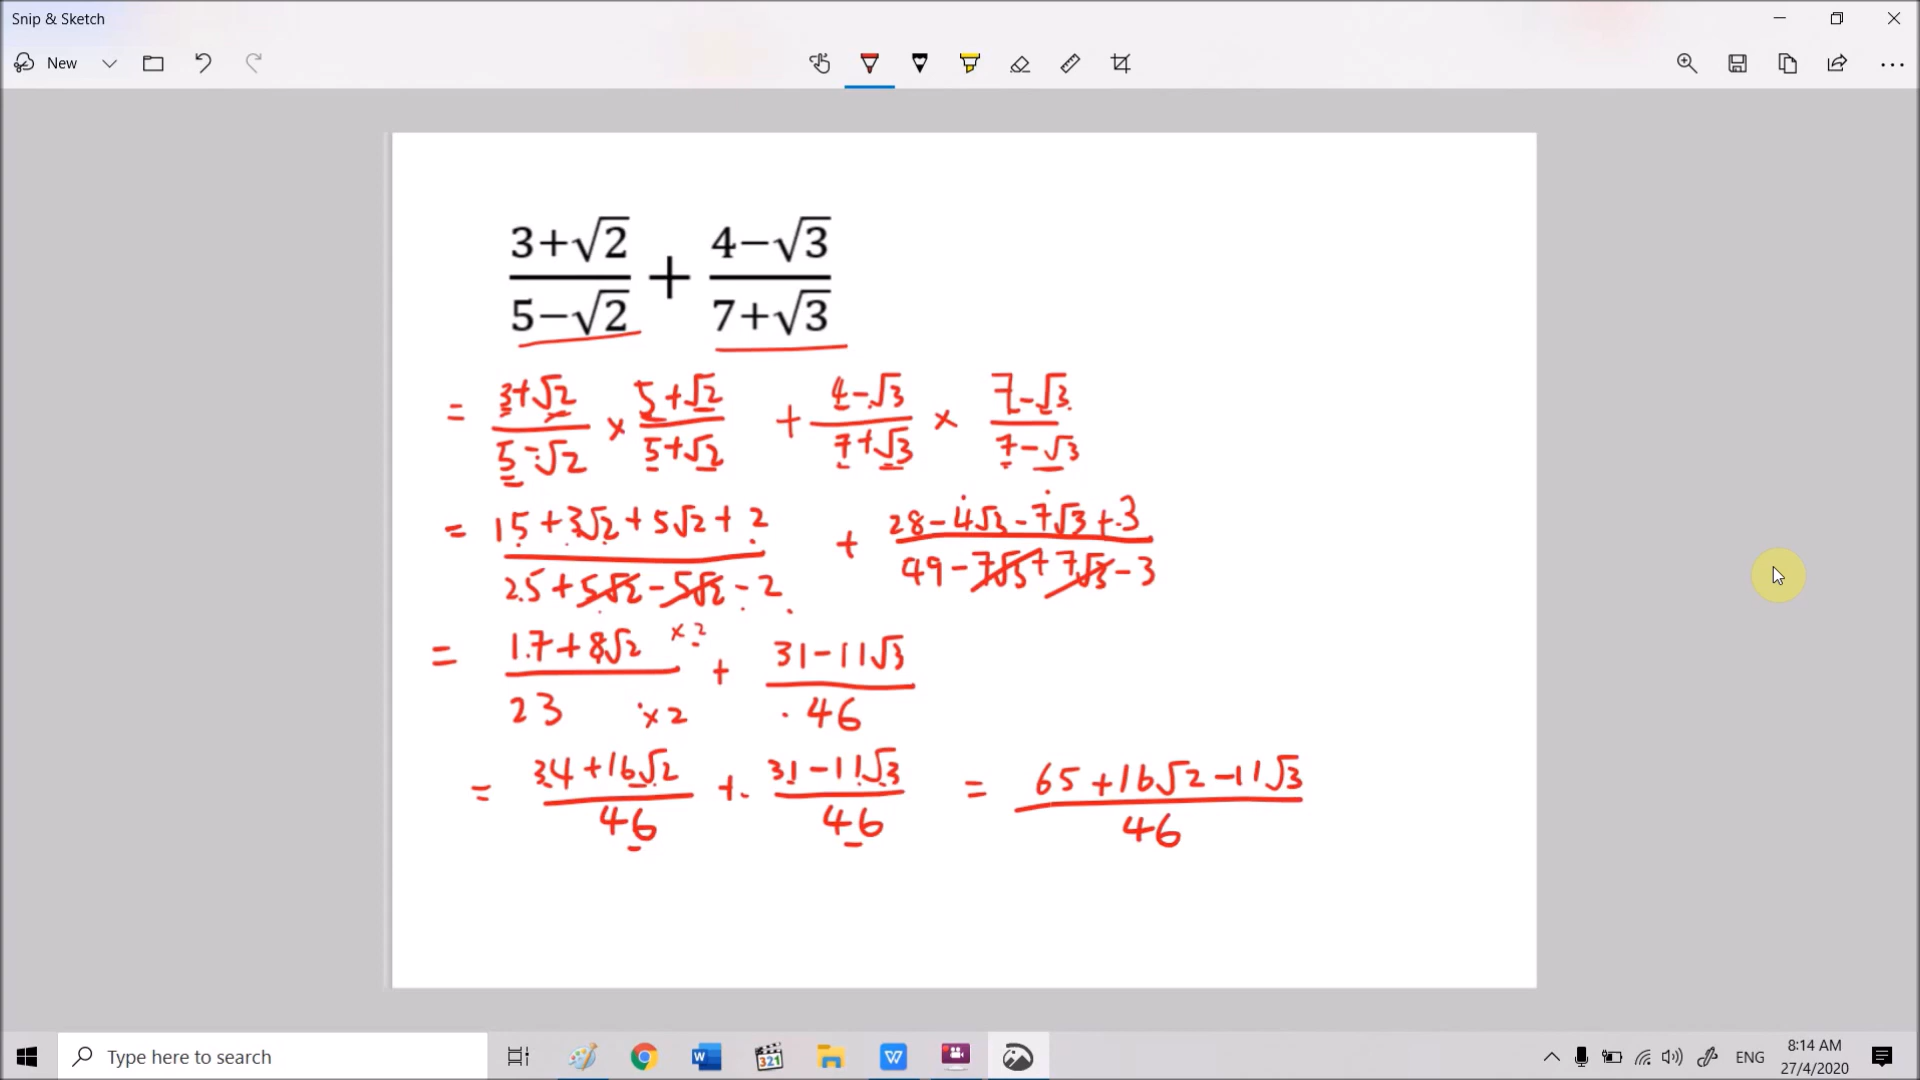 Snip & Sketch
New
3+√2 / 5−√2 + 4−√3 / 7+√3
= 3+√2 / 5-√2 × 5+√2 / 5+√2 + 4-√3 / 7+√3 × 7-√3 / 7-√3
= 15+3√2+5√2+2 / 25+5√2-5√2-2 + 28-4√3-7√3+3 / 49-7√3+7√3-3
= 17+8√2 ×2 / 23 ×2 + 31-11√3 / 46
= 34+16√2 / 46 + 31-11√3 / 46 = 65+16√2-11√3 / 46
Type here to search
321
ENG
8:14 AM
27/4/2020